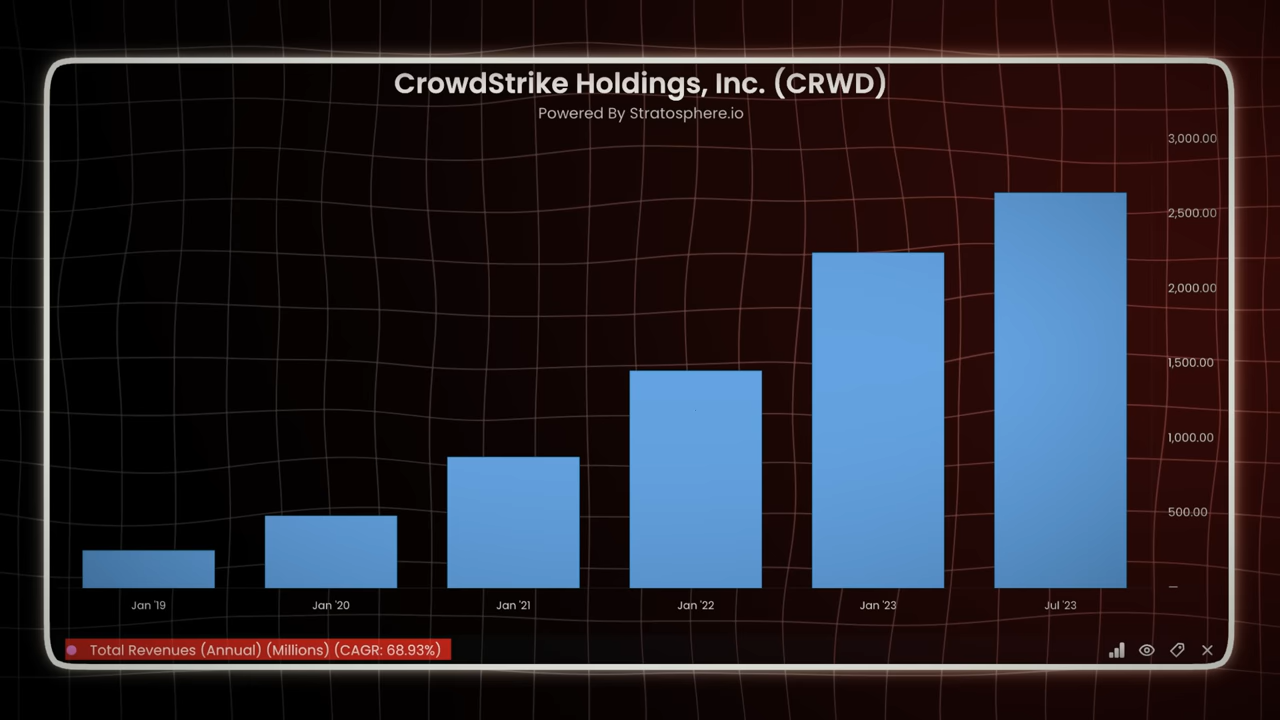 CrowdStrike Holdings, Inc. (CRWD)
Powered By Stratosphere.io
3,000.00
2,500.00
2,000.00
1,500.00
1,000.00
500.00
—
Jan '19
Jan '20
Jan '21
Jan '22
Jan '23
Jul '23
Total Revenues (Annual) (Millions) (CAGR: 68.93%)